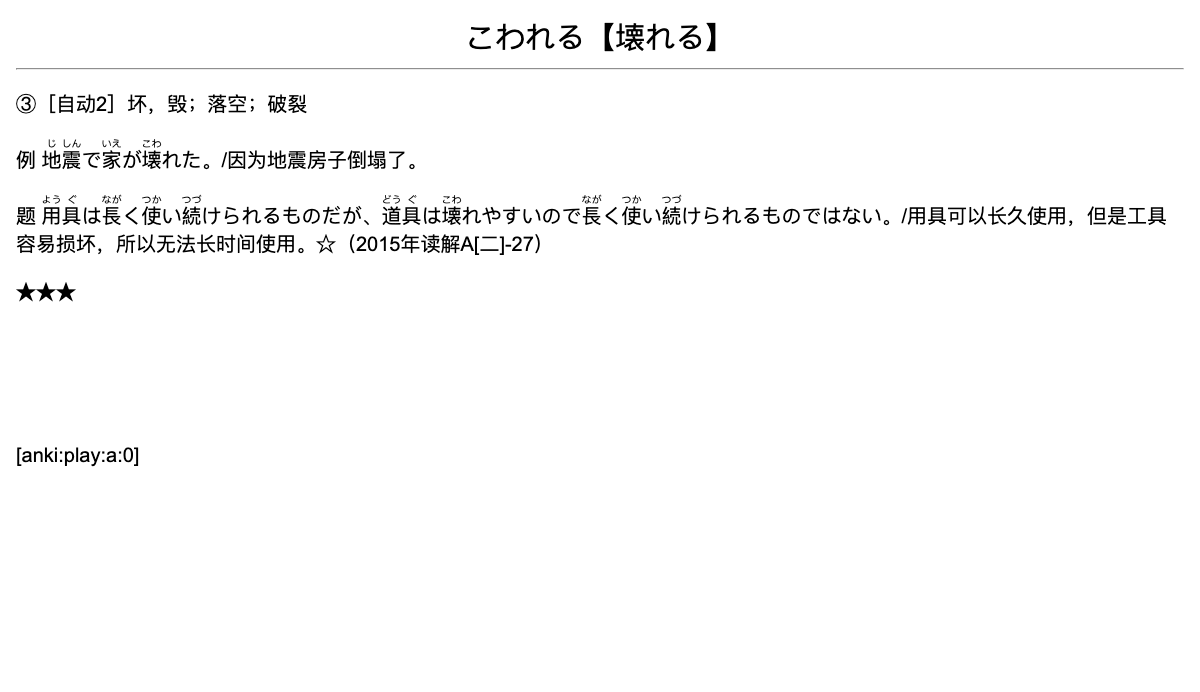 こわれる【壊れる】
③［自动2］坏，毁；落空；破裂
じ しん いえ こわ
例 地震で家が壊れた。/因为地震房子倒塌了。
よう ぐ なが つか つづ どう ぐ こわ なが つか つづ
题 用具は長く使い続けられるものだが、道具は壊れやすいので長く使い続けられるものではない。/用具可以长久使用，但是工具
容易损坏，所以无法长时间使用。☆（2015年读解A[二]-27）
★★★
[anki:play:a:0]